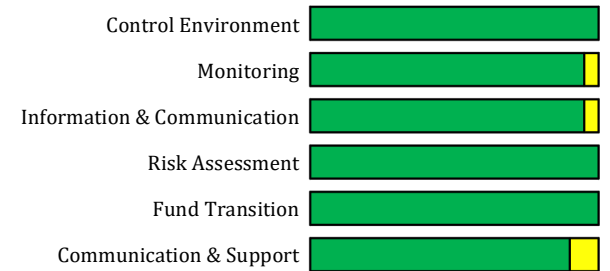 Control Environment
Monitoring
Information & Communication
Risk Assessment
Fund Transition
Communication & Support